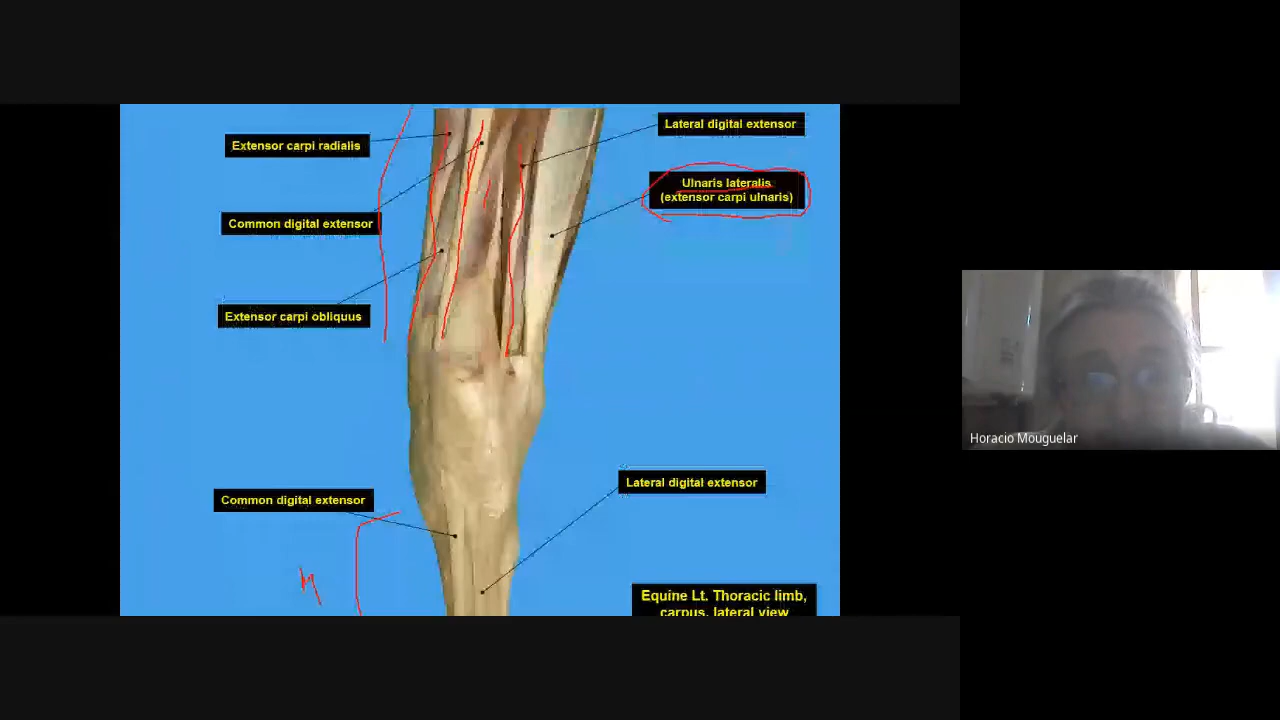 Lateral digital extensor
Extensor carpi radialis
Ulnaris lateralis
(extensor carpi ulnaris)
Common digital extensor
Extensor carpi obliquus
Lateral digital extensor
Common digital extensor
Equine Lt. Thoracic limb,
carpus, lateral view
Horacio Mouguelar